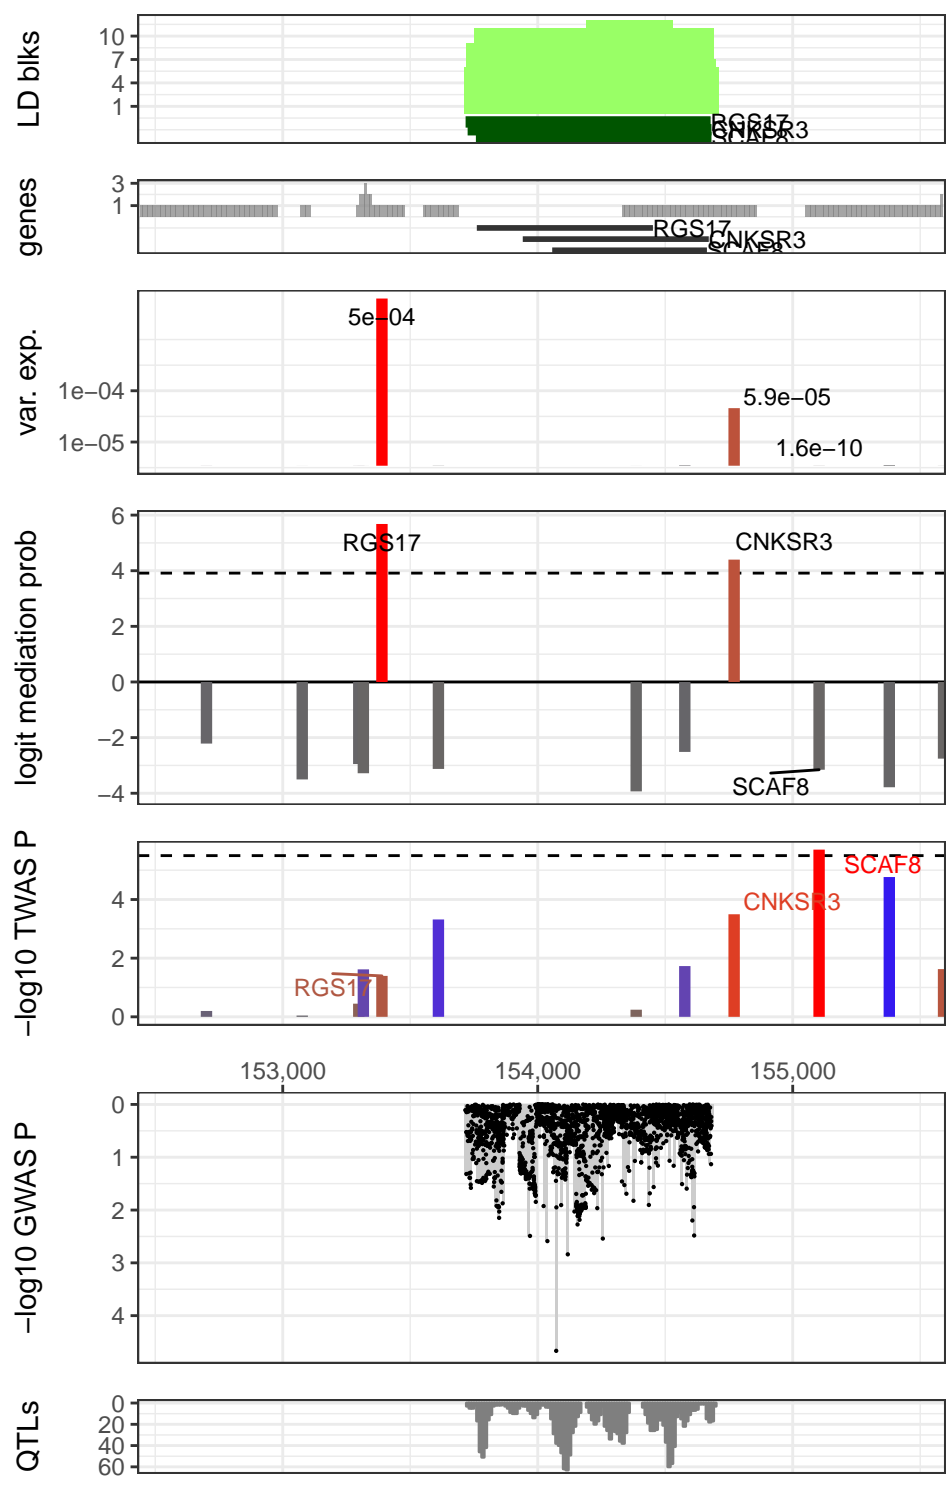 LD blks
10
7
4
1
RGS17
CNKSR3
SCAF8
genes
3
1
RGS17
CNKSR3
SCAF8
var. exp.
1e−04
1e−05
5e−04
5.9e−05
1.6e−10
logit mediation prob
6
4
2
0
−2
−4
RGS17
CNKSR3
SCAF8
−log10 TWAS P
4
2
0
RGS17
CNKSR3
SCAF8
153,000 154,000 155,000
−log10 GWAS P
0
1
2
3
4
QTLs
0
20
40
60